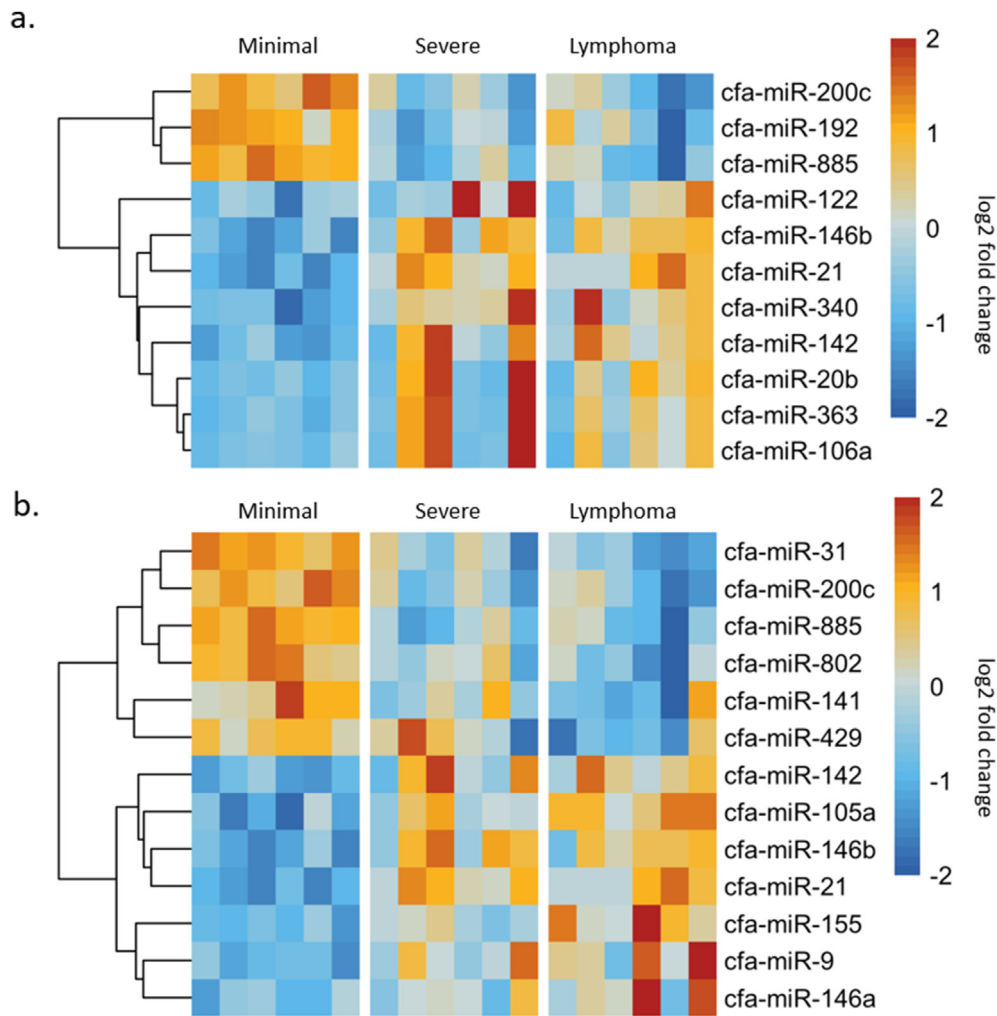 a.
Minimal Severe Lymphoma
cfa-miR-200c
cfa-miR-192
cfa-miR-885
cfa-miR-122
cfa-miR-146b
cfa-miR-21
cfa-miR-340
cfa-miR-142
cfa-miR-20b
cfa-miR-363
cfa-miR-106a
2
1
0
-1
-2
log2 fold change
b.
Minimal Severe Lymphoma
cfa-miR-31
cfa-miR-200c
cfa-miR-885
cfa-miR-802
cfa-miR-141
cfa-miR-429
cfa-miR-142
cfa-miR-105a
cfa-miR-146b
cfa-miR-21
cfa-miR-155
cfa-miR-9
cfa-miR-146a
2
1
0
-1
-2
log2 fold change